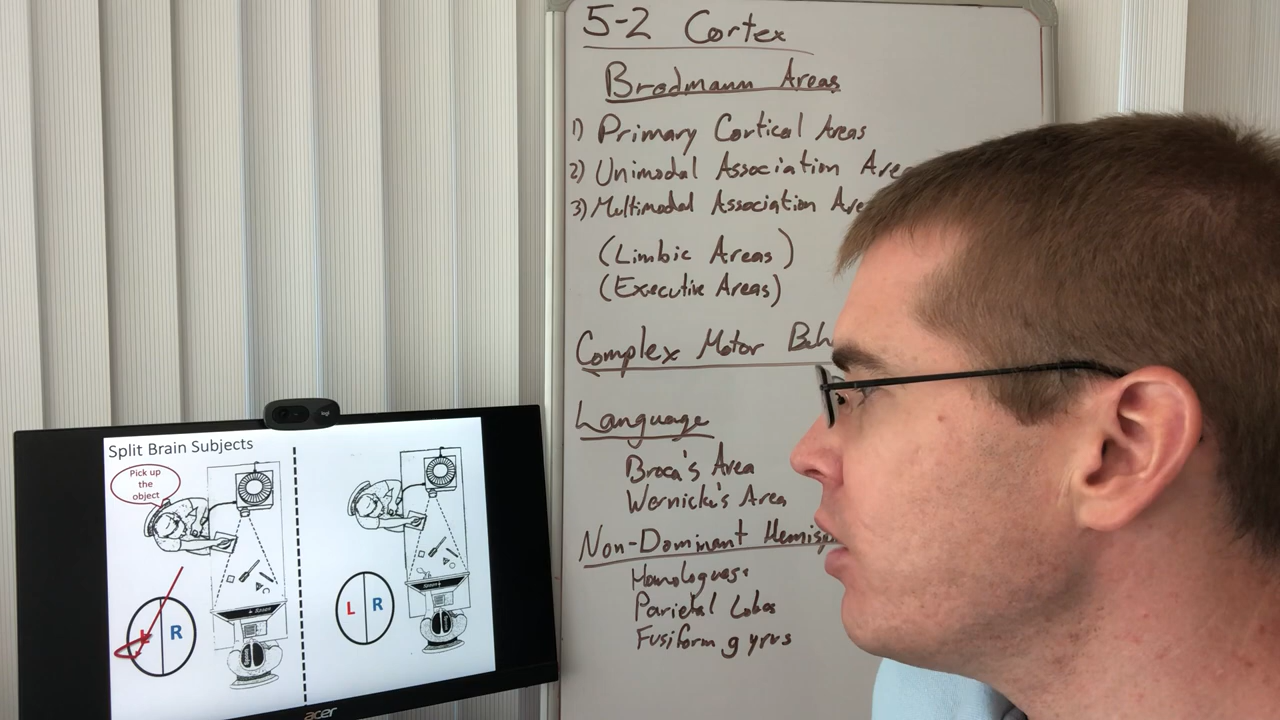 5-2 Cortex
Brodmann Areas
1) Primary Cortical Areas
2) Unimodal Association Are
3) Multimodal Association Are
(Limbic Areas)
(Executive Areas)
Complex Motor Beh
Language
Broca's Area
Wernicke's Area
Non-Dominant Hemisp
Homologues
Parietal Lobes
Fusiform gyrus
Split Brain Subjects
Pick up
the
object
R
L R
acer